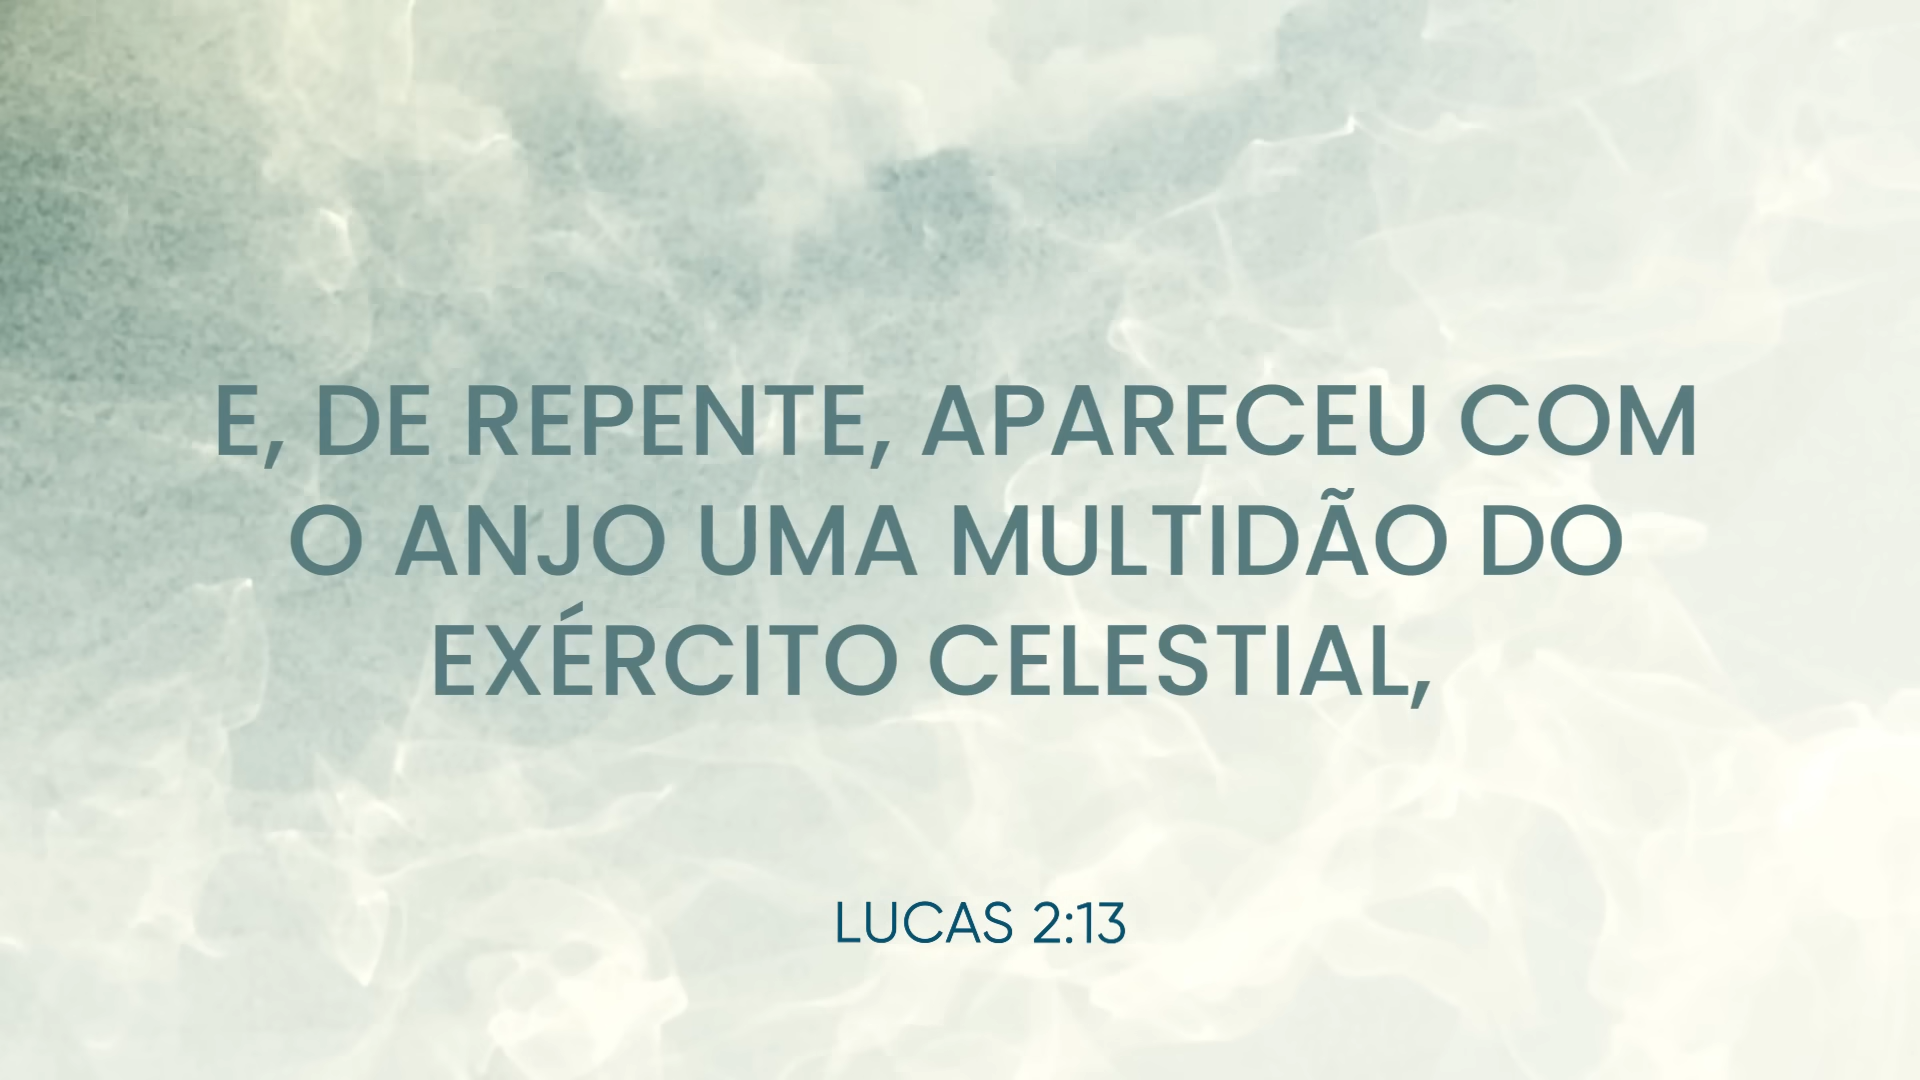 E, DE REPENTE, APARECEU COM
O ANJO UMA MULTIDÃO DO
EXÉRCITO CELESTIAL,
LUCAS 2:13